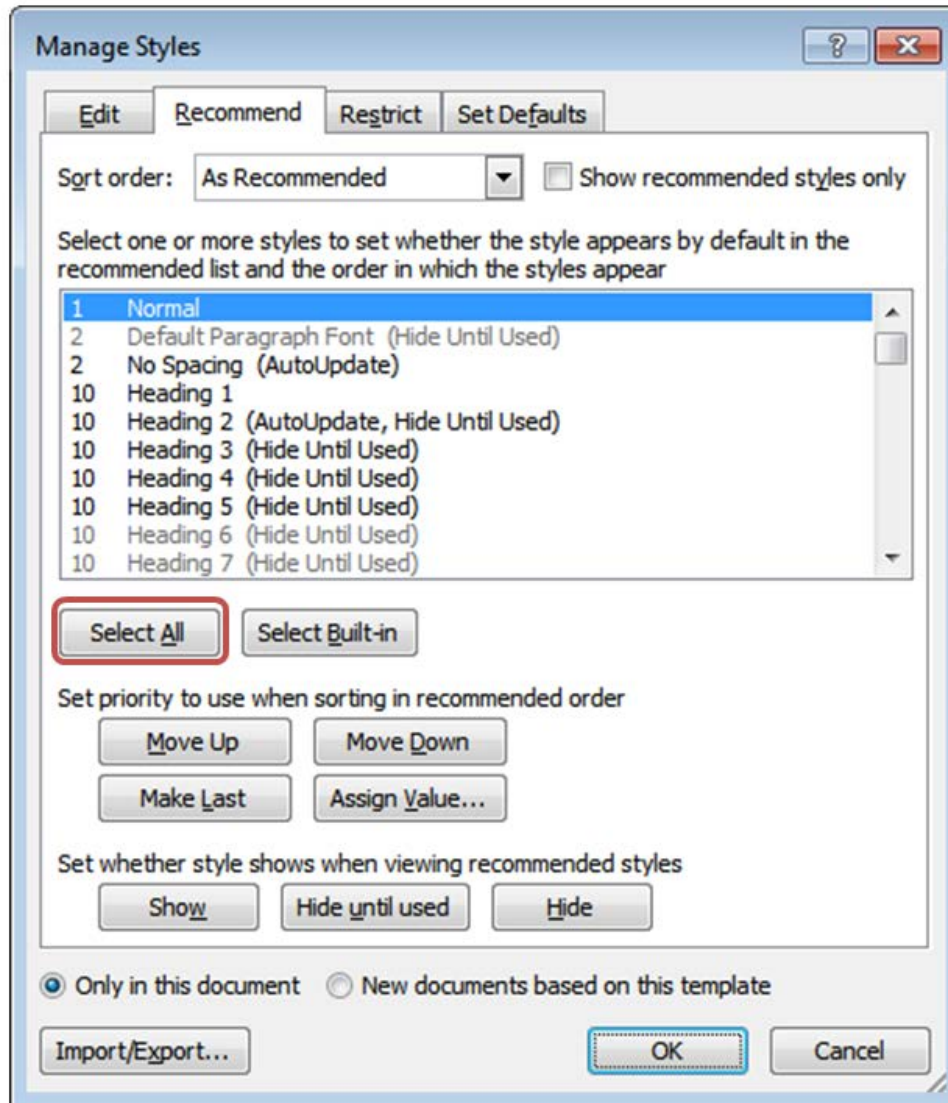 Manage Styles
Edit Recommend Restrict Set Defaults
Sort order: As Recommended Show recommended styles only
Select one or more styles to set whether the style appears by default in the
recommended list and the order in which the styles appear
1 Normal
2 Default Paragraph Font (Hide Until Used)
2 No Spacing (AutoUpdate)
10 Heading 1
10 Heading 2 (AutoUpdate, Hide Until Used)
10 Heading 3 (Hide Until Used)
10 Heading 4 (Hide Until Used)
10 Heading 5 (Hide Until Used)
10 Heading 6 (Hide Until Used)
10 Heading 7 (Hide Until Used)
Select All Select Built-in
Set priority to use when sorting in recommended order
Move Up Move Down
Make Last Assign Value...
Set whether style shows when viewing recommended styles
Show Hide until used Hide
Only in this document New documents based on this template
Import/Export... OK Cancel